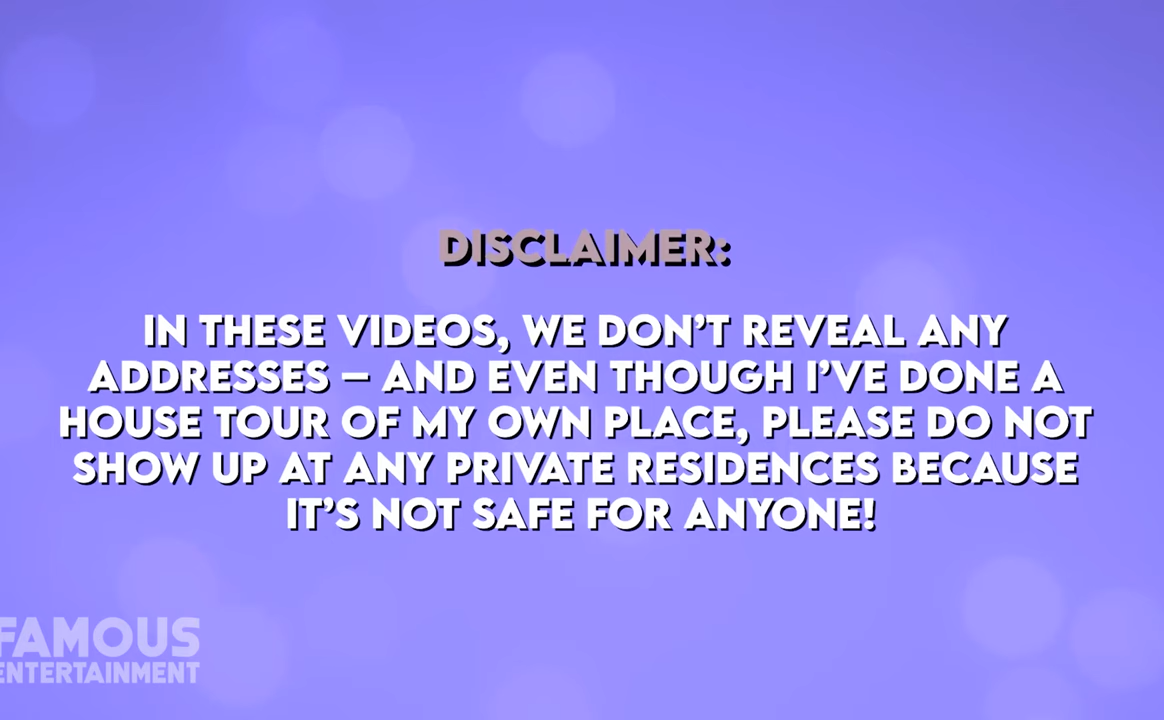 DISCLAIMER:
IN THESE VIDEOS, WE DON'T REVEAL ANY
ADDRESSES – AND EVEN THOUGH I'VE DONE A
HOUSE TOUR OF MY OWN PLACE, PLEASE DO NOT
SHOW UP AT ANY PRIVATE RESIDENCES BECAUSE
IT'S NOT SAFE FOR ANYONE!
FAMOUS
ENTERTAINMENT